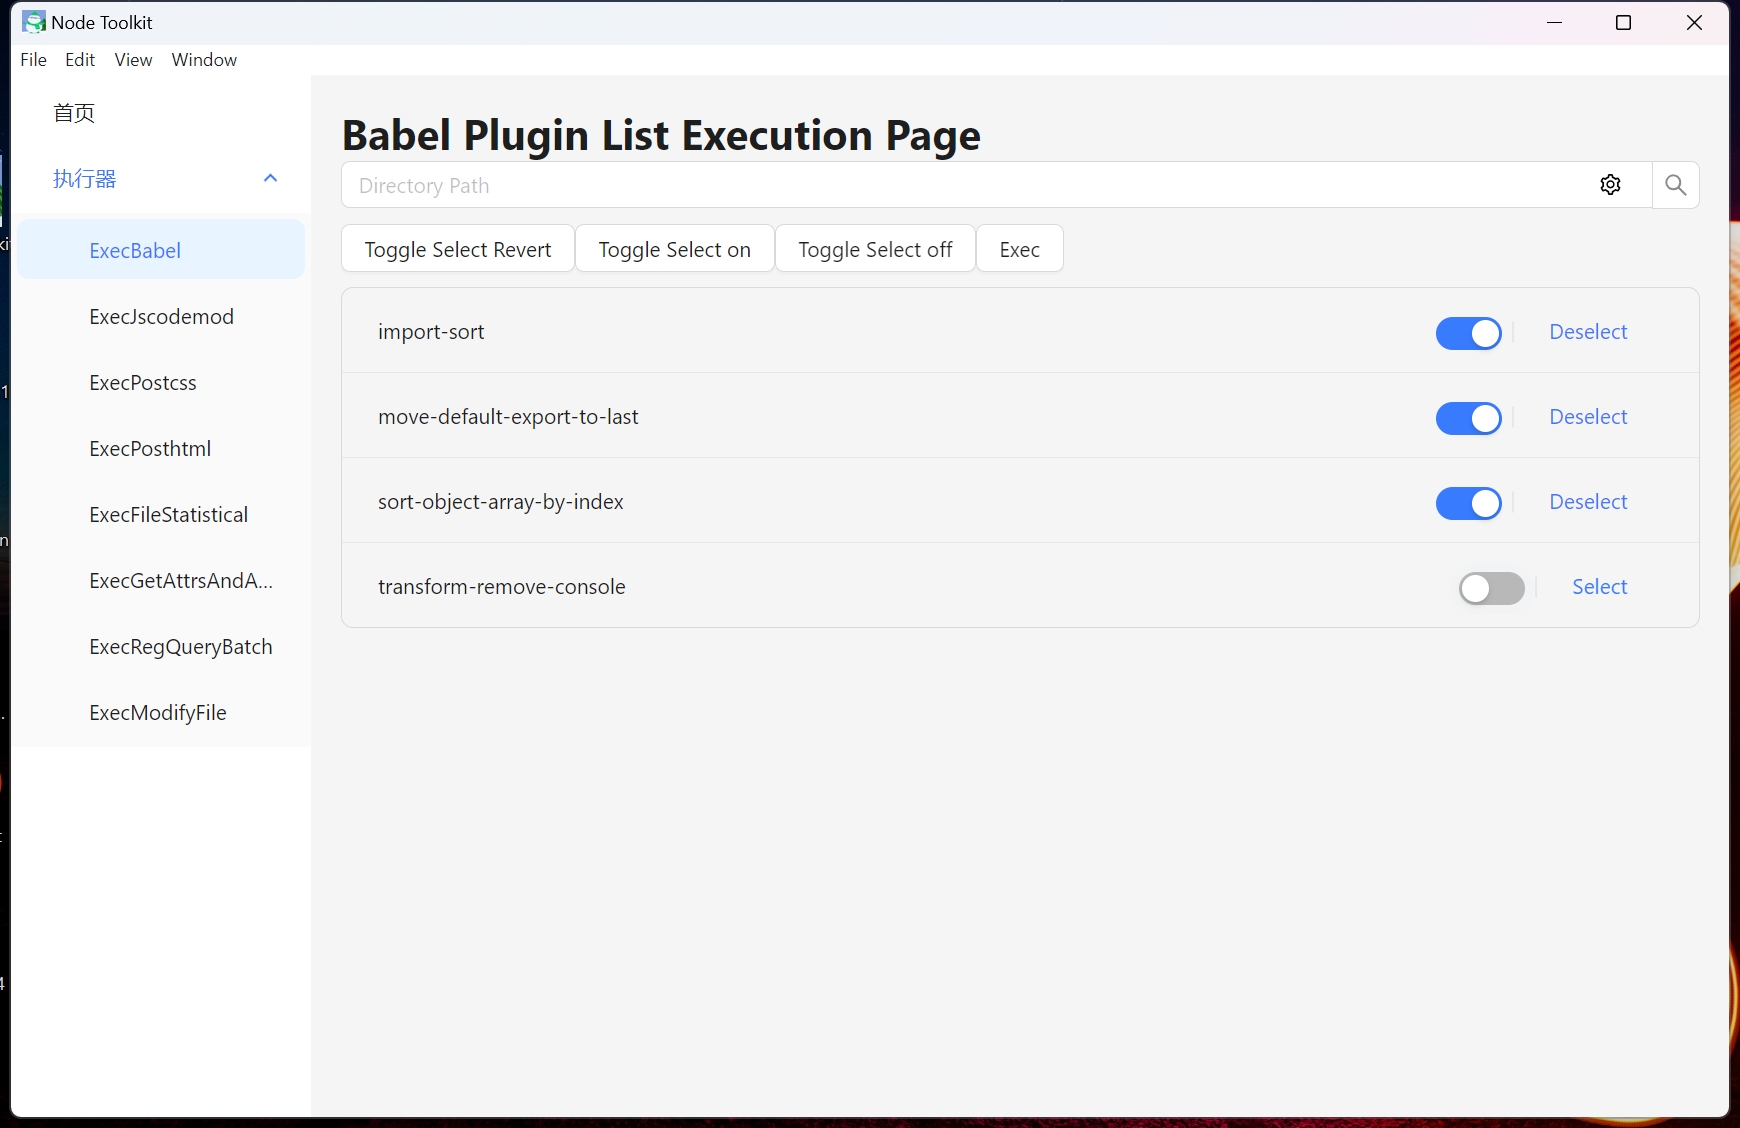 Node Toolkit
File Edit View Window
首页
执行器
ExecBabel
ExecJscodemod
ExecPostcss
ExecPosthtml
ExecFileStatistical
ExecGetAttrsAndA...
ExecRegQueryBatch
ExecModifyFile
Babel Plugin List Execution Page
Directory Path
Toggle Select Revert Toggle Select on Toggle Select off Exec
import-sort Deselect
move-default-export-to-last Deselect
sort-object-array-by-index Deselect
transform-remove-console Select